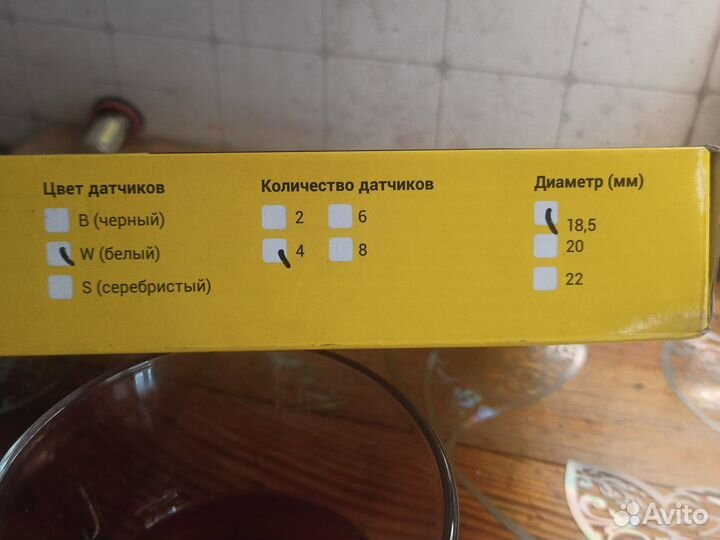 Цвет датчиков
B (черный)
W (белый)
S (серебристый)
Количество датчиков
2 6
4 8
Диаметр (мм)
18,5
20
22
Avito